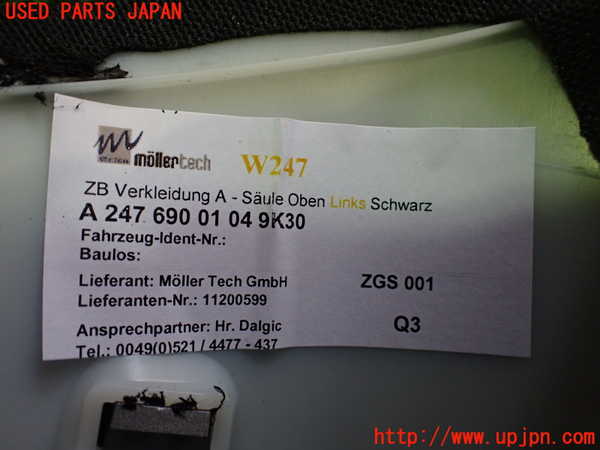 USED PARTS JAPAN
möllertech W247
ZB Verkleidung A - Säule Oben Links Schwarz
A 247 690 01 04 9K30
Fahrzeug-Ident-Nr.:
Baulos:
Lieferant: Möller Tech GmbH ZGS 001
Lieferanten-Nr.: 11200599
Ansprechpartner: Hr. Dalgic Q3
Tel.: 0049(0)521 / 4477 - 437
http://www.upjpn.com/